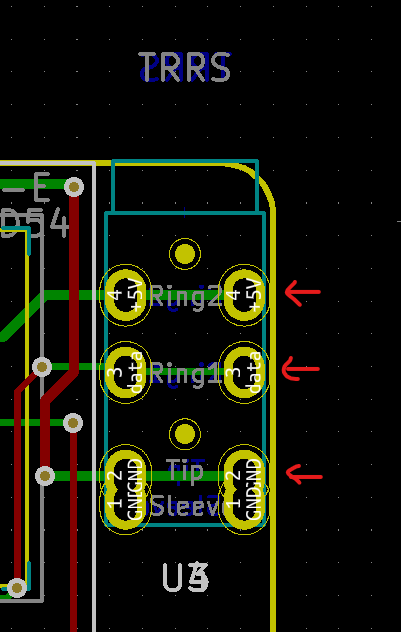 TRRS
-E
D54
4 +5V Ring2 4 +5V
3 data Ring1 3 data
2 GND Tip 2 GND
1 GND Sleev 1 GND